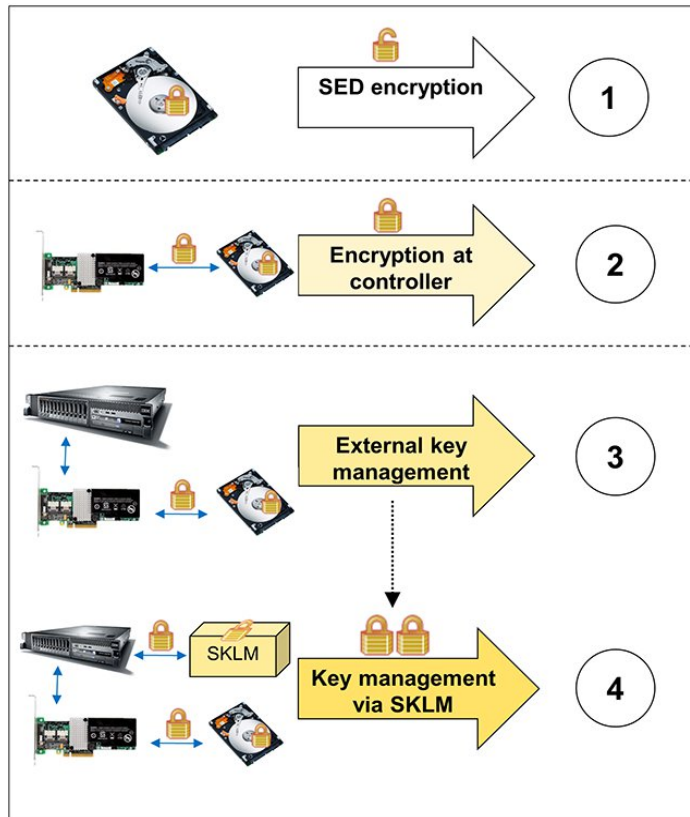 SED encryption
1
Encryption at
controller
2
External key
management
3
SKLM
Key management
via SKLM
4